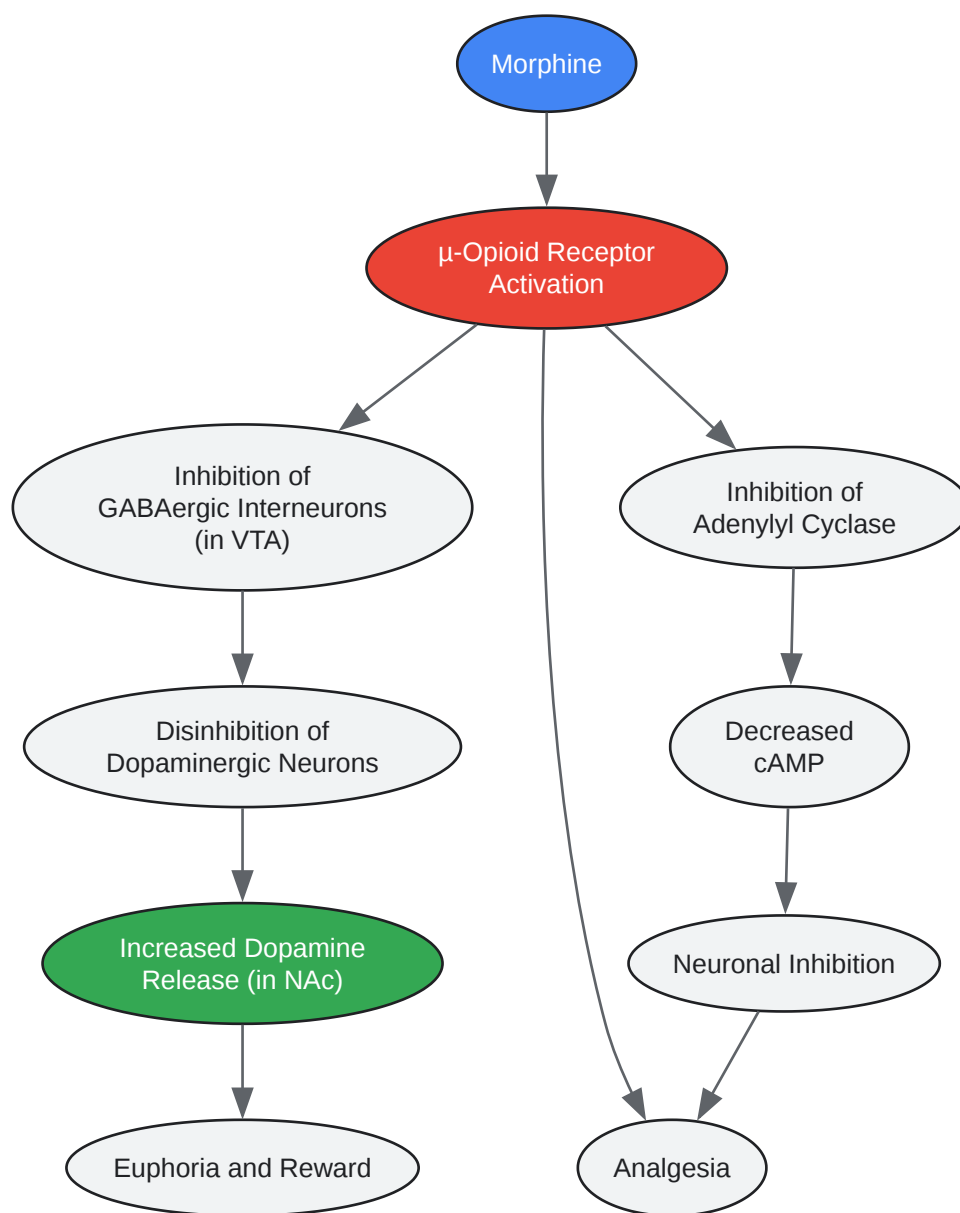 Morphine
µ-Opioid Receptor
Activation
Inhibition of
GABAergic Interneurons
(in VTA)
Inhibition of
Adenylyl Cyclase
Disinhibition of
Dopaminergic Neurons
Decreased
cAMP
Increased Dopamine
Release (in NAc)
Neuronal Inhibition
Euphoria and Reward
Analgesia